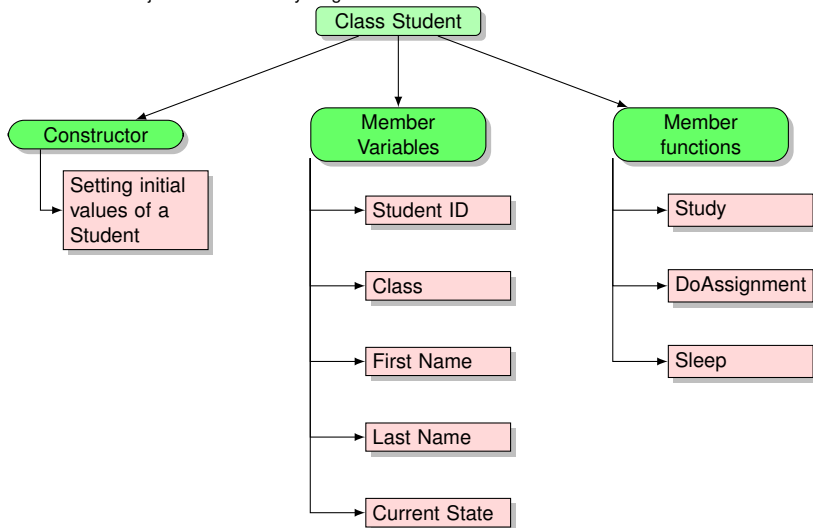 Class Student
Constructor
Setting initial
values of a
Student
Member
Variables
Student ID
Class
First Name
Last Name
Current State
Member
functions
Study
DoAssignment
Sleep